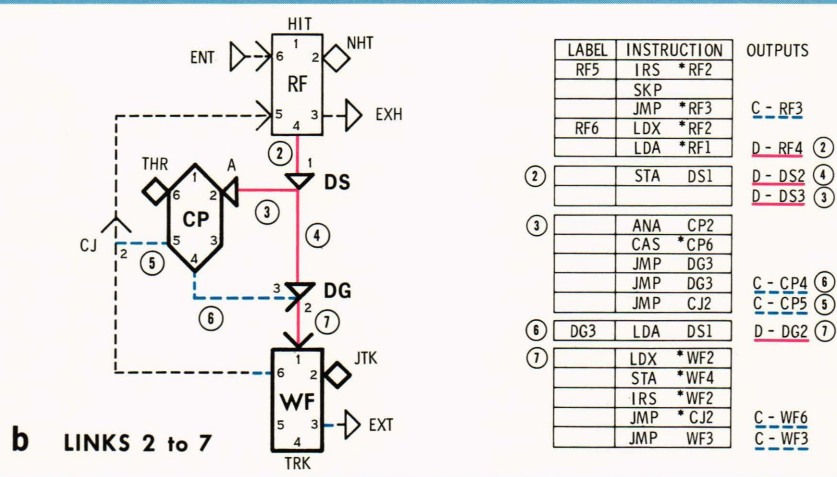 HIT
ENT
6 1 2 NHT
RF
5 3 EXH
4
2
1
DS
THR
A
6 1 2
CP
3
4
5 3
4
CJ
2
5
3 DG
2
6
7
1
6 2 JTK
WF
5 3 EXT
4
TRK
b LINKS 2 to 7
LABEL INSTRUCTION OUTPUTS
RF5 IRS *RF2
SKP
JMP *RF3 C - RF3
RF6 LDX *RF2
LDA *RF1 D - RF4 2
2 STA DS1 D - DS2 4
D - DS3 3
3 ANA CP2
CAS *CP6
JMP DG3
JMP DG3 C - CP4 6
JMP CJ2 C - CP5 5
6 DG3 LDA DS1 D - DG2 7
7 LDX *WF2
STA *WF4
IRS *WF2
JMP *CJ2 C - WF6
JMP WF3 C - WF3